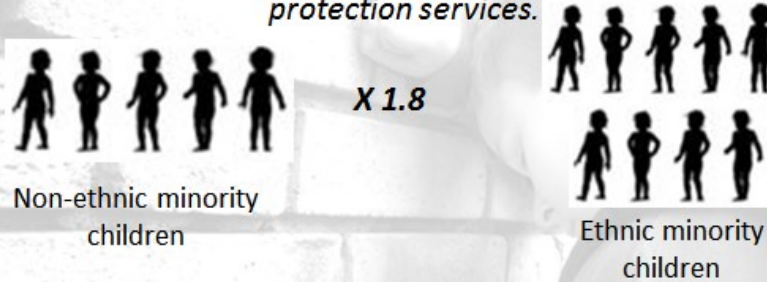 protection services.
X 1.8
Non-ethnic minority
children
Ethnic minority
children